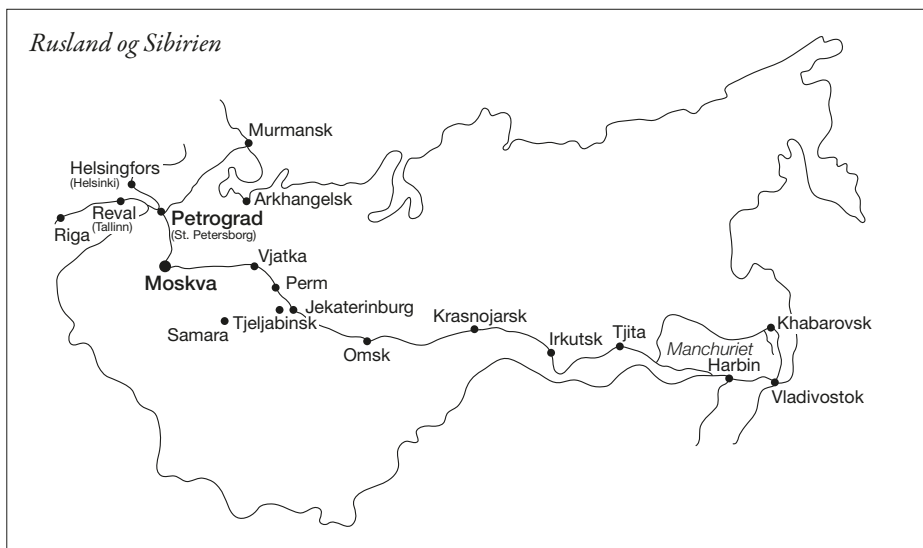 Rusland og Sibirien
Murmansk
Helsingfors
(Helsinki)
Arkhangelsk
Reval
(Tallinn)
Petrograd
(St. Petersborg)
Riga
Vjatka
Moskva
Perm
Jekaterinburg
Tjeljabinsk
Samara
Omsk
Krasnojarsk
Irkutsk
Tjita
Khabarovsk
Manchuriet
Harbin
Vladivostok